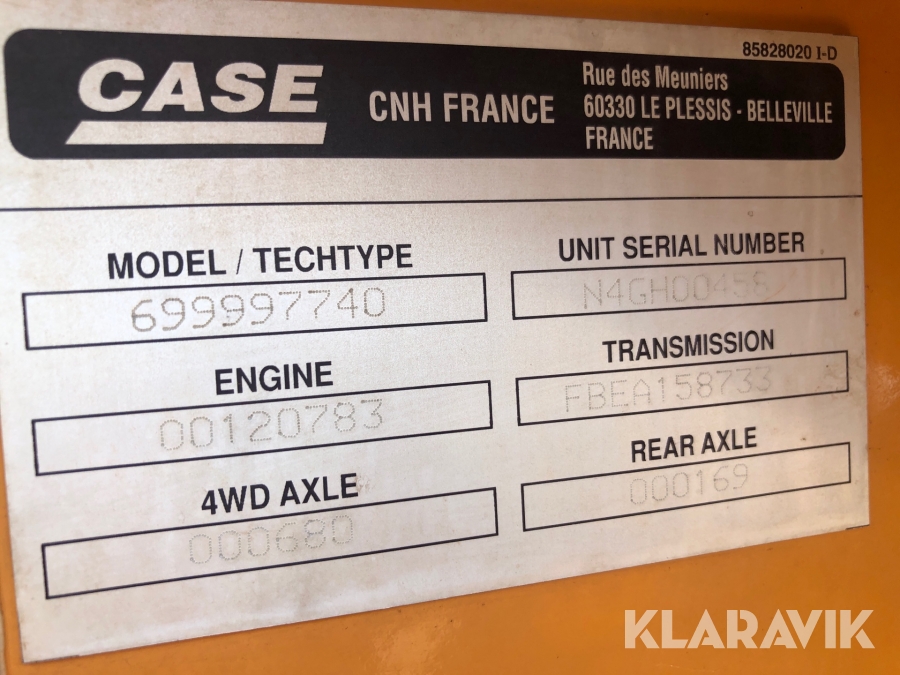 85828020 I-D
CASE
CNH FRANCE
Rue des Meuniers
60330 LE PLESSIS - BELLEVILLE
FRANCE
MODEL / TECHTYPE
699997740
UNIT SERIAL NUMBER
ENGINE
00120783
TRANSMISSION
FBEA158733
4WD AXLE
000680
REAR AXLE
000169
KLARAVIK